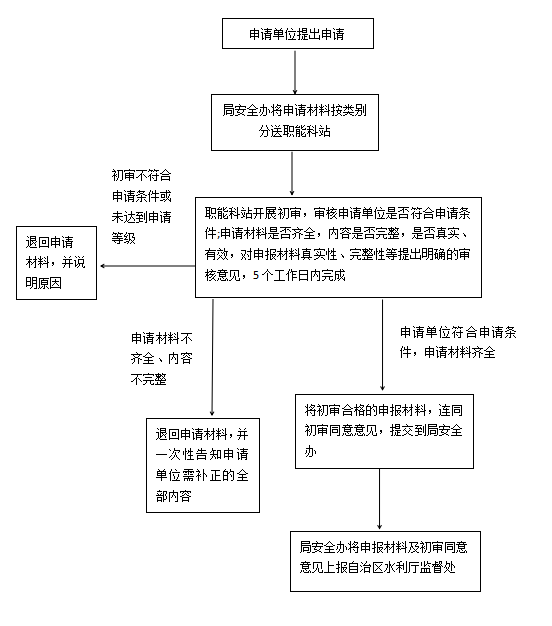 申请单位提出申请
局安全办将申请材料按类别
分送职能科站
初审不符合
申请条件或
未达到申请
等级
职能科站开展初审，审核申请单位是否符合申请条
件;申请材料是否齐全，内容是否完整，是否真实、
有效，对申报材料真实性、完整性等提出明确的审
核意见，5个工作日内完成
退回申请
材料，并说
明原因
申请材料不
齐全、内容
不完整
申请单位符合申请条
件，申请材料齐全
退回申请材料，并
一次性告知申请
单位需补正的全
部内容
将初审合格的申报材料，连同
初审同意意见，提交到局安全
办
局安全办将申报材料及初审同意
意见上报自治区水利厅监督处